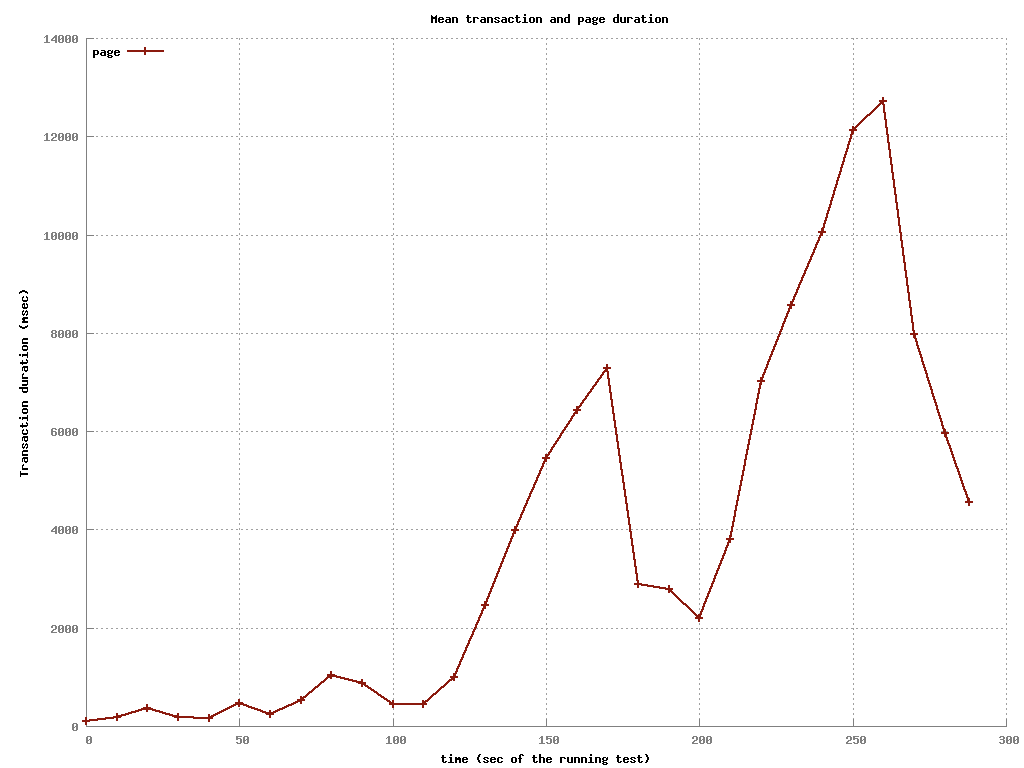 Mean transaction and page duration
14000
page
12000
10000
8000
6000
4000
2000
0
Transaction duration (msec)
0 50 100 150 200 250 300
time (sec of the running test)